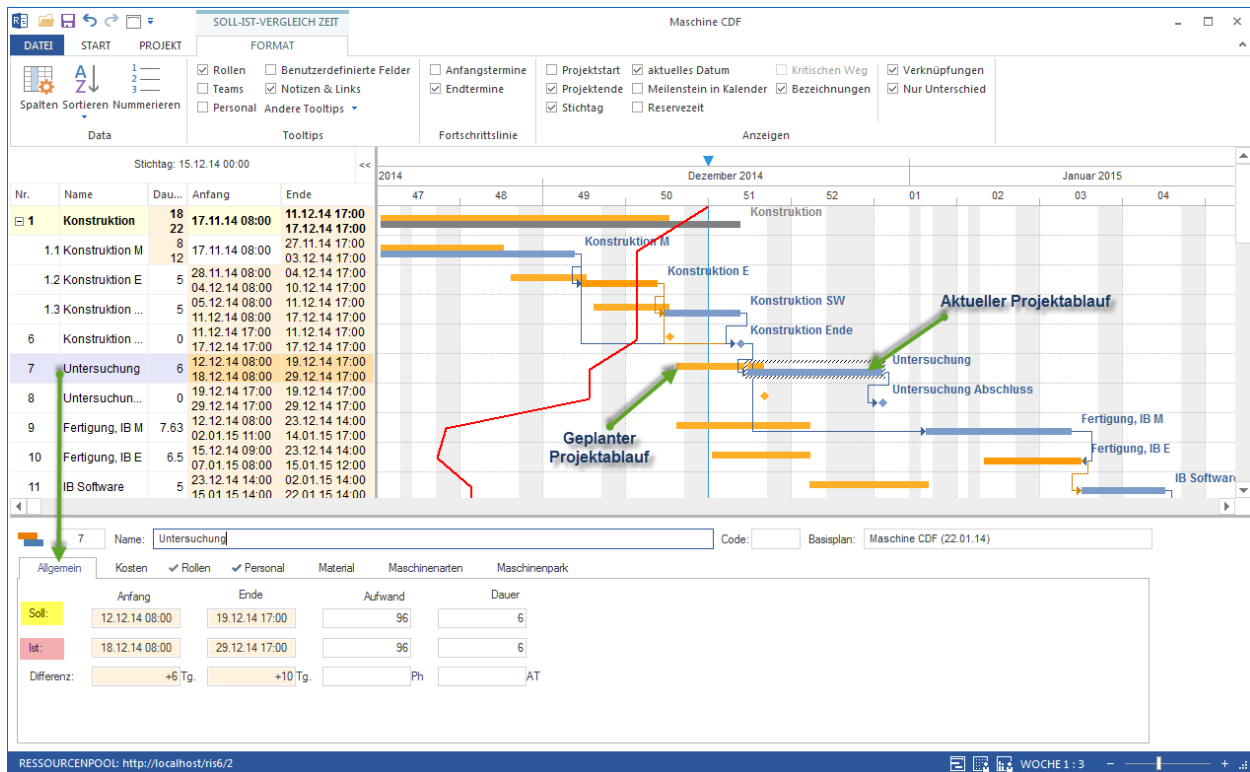 SOLL-IST-VERGLEICH ZEIT Maschine CDF
DATEI START PROJEKT FORMAT
Rollen Benutzerdefinierte Felder Anfangstermine Projektstart aktuelles Datum Kritischen Weg Verknüpfungen
Teams Notizen & Links Endtermine Projektende Meilenstein in Kalender Bezeichnungen Nur Unterschied
Spalten Sortieren Nummerieren Personal Andere Tooltips Stichtag Reservezeit
Data Tooltips Fortschrittslinie Anzeigen
Stichtag: 15.12.14 00:00 <<
2014 Dezember 2014 Januar 2015
Nr. Name Dau... Anfang Ende 47 48 49 50 51 52 01 02 03 04
1 Konstruktion 18 22 17.11.14 08:00 11.12.14 17:00 17.12.14 17:00 Konstruktion
1.1 Konstruktion M 8 12 17.11.14 08:00 27.11.14 17:00 03.12.14 17:00 Konstruktion M
1.2 Konstruktion E 5 28.11.14 08:00 04.12.14 08:00 04.12.14 17:00 10.12.14 17:00 Konstruktion E
1.3 Konstruktion ... 5 05.12.14 08:00 11.12.14 08:00 11.12.14 17:00 17.12.14 17:00 Konstruktion SW Aktueller Projektablauf
6 Konstruktion ... 0 11.12.14 17:00 17.12.14 17:00 11.12.14 17:00 17.12.14 17:00 Konstruktion Ende
7 Untersuchung 6 12.12.14 08:00 18.12.14 08:00 19.12.14 17:00 29.12.14 17:00 Untersuchung
8 Untersuchun... 0 19.12.14 17:00 29.12.14 17:00 19.12.14 17:00 29.12.14 17:00 Untersuchung Abschluss
9 Fertigung, IB M 7.63 12.12.14 08:00 02.01.15 11:00 23.12.14 14:00 14.01.15 17:00 Fertigung, IB M
Geplanter Projektablauf
10 Fertigung, IB E 6.5 15.12.14 09:00 07.01.15 08:00 23.12.14 14:00 15.01.15 12:00 Fertigung, IB E
11 IB Software 5 23.12.14 14:00 15.01.15 14:00 02.01.15 14:00 22.01.15 14:00 IB Softwar
7 Name: Untersuchung Code: Basisplan: Maschine CDF (22.01.14)
Allgemein Kosten Rollen Personal Material Maschinenarten Maschinenpark
Anfang Ende Aufwand Dauer
Soll: 12.12.14 08:00 19.12.14 17:00 96 6
Ist: 18.12.14 08:00 29.12.14 17:00 96 6
Differenz: +6 Tg. +10 Tg. Ph AT
RESSOURCENPOOL: http://localhost/ris6/2 WOCHE 1 : 3